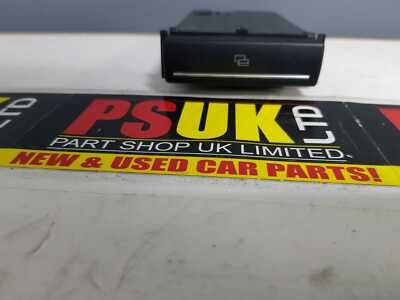 PSUK LTD
PART SHOP UK LIMITED
NEW & USED CAR PARTS!